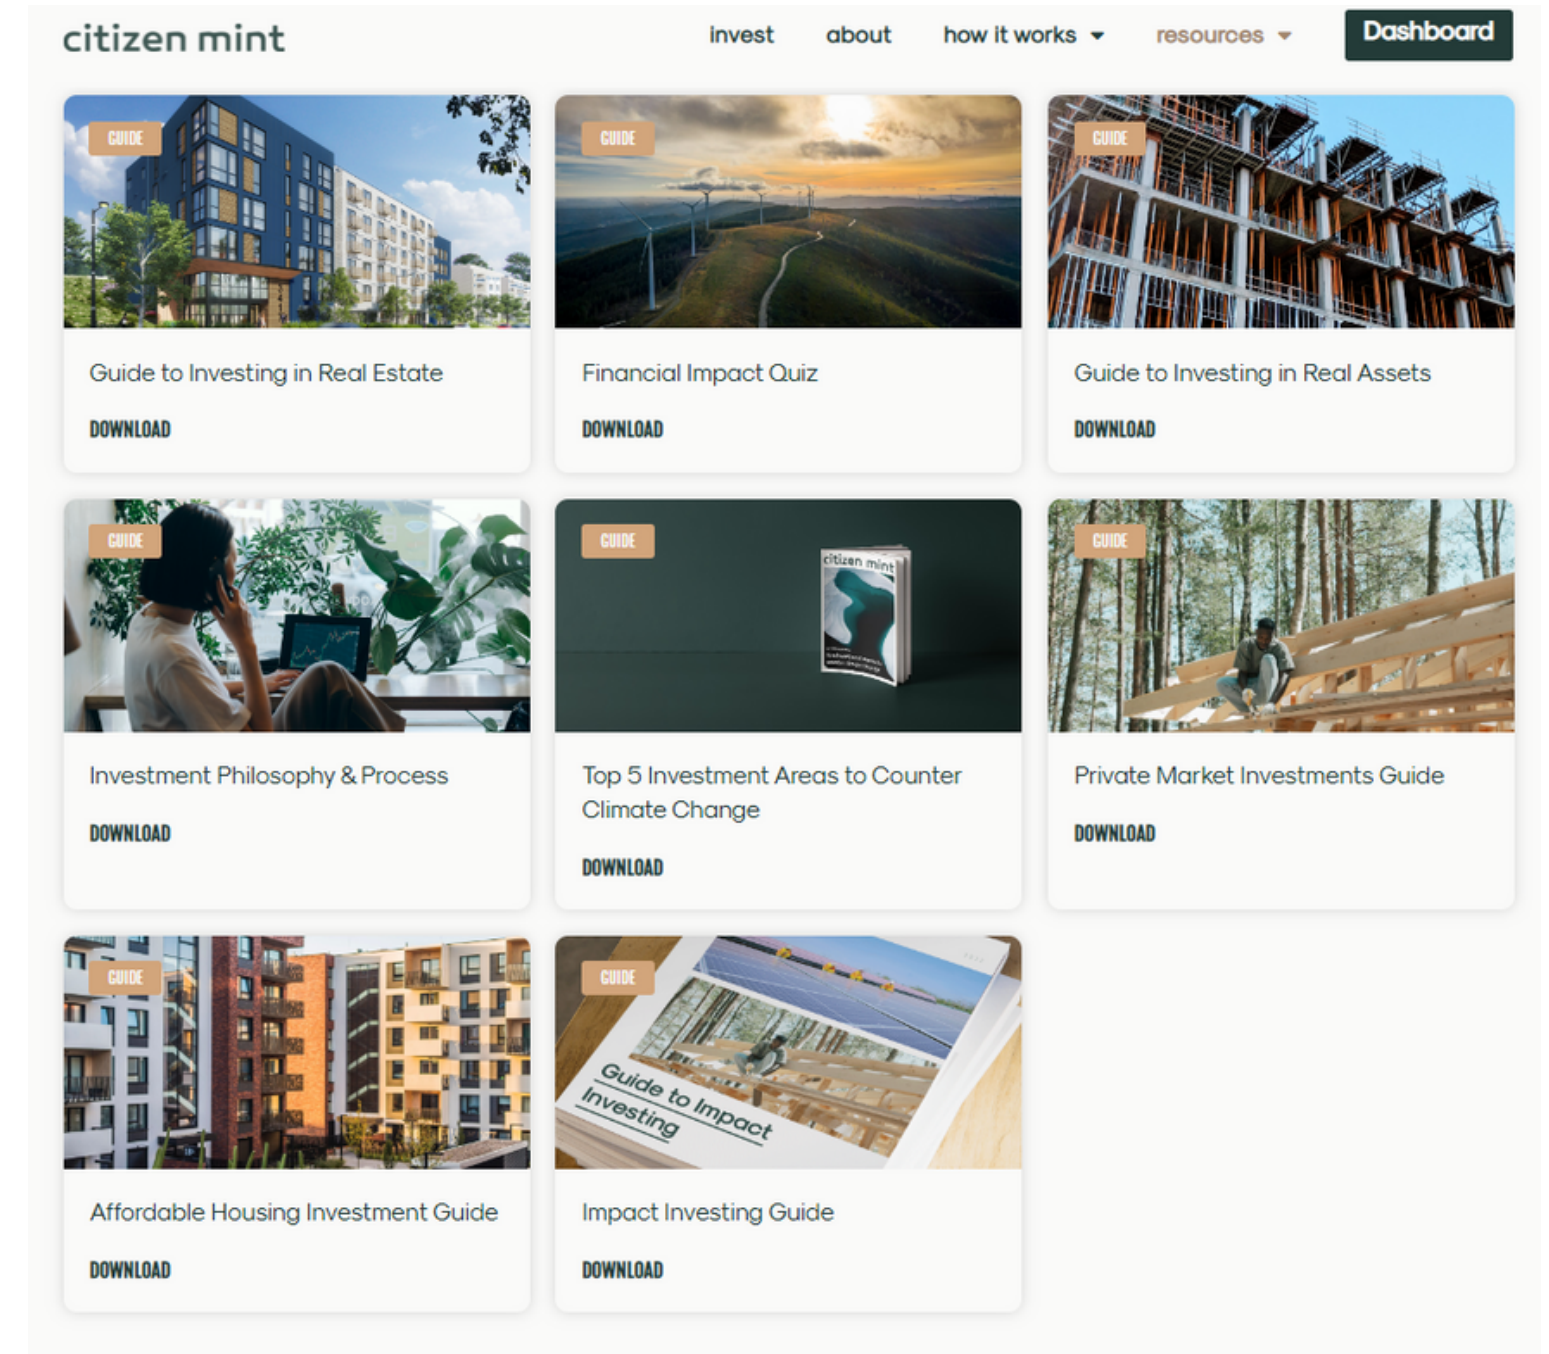 citizen mint
invest
about
how it works
resources
Dashboard
GUIDE
GUIDE
GUIDE
Guide to Investing in Real Estate
Financial Impact Quiz
Guide to Investing in Real Assets
DOWNLOAD
DOWNLOAD
DOWNLOAD
GUIDE
GUIDE
citizen mint
GUIDE
Investment Philosophy & Process
Top 5 Investment Areas to Counter
Climate Change
Private Market Investments Guide
DOWNLOAD
DOWNLOAD
DOWNLOAD
GUIDE
GUIDE
Guide to Impact
Investing
Affordable Housing Investment Guide
Impact Investing Guide
DOWNLOAD
DOWNLOAD